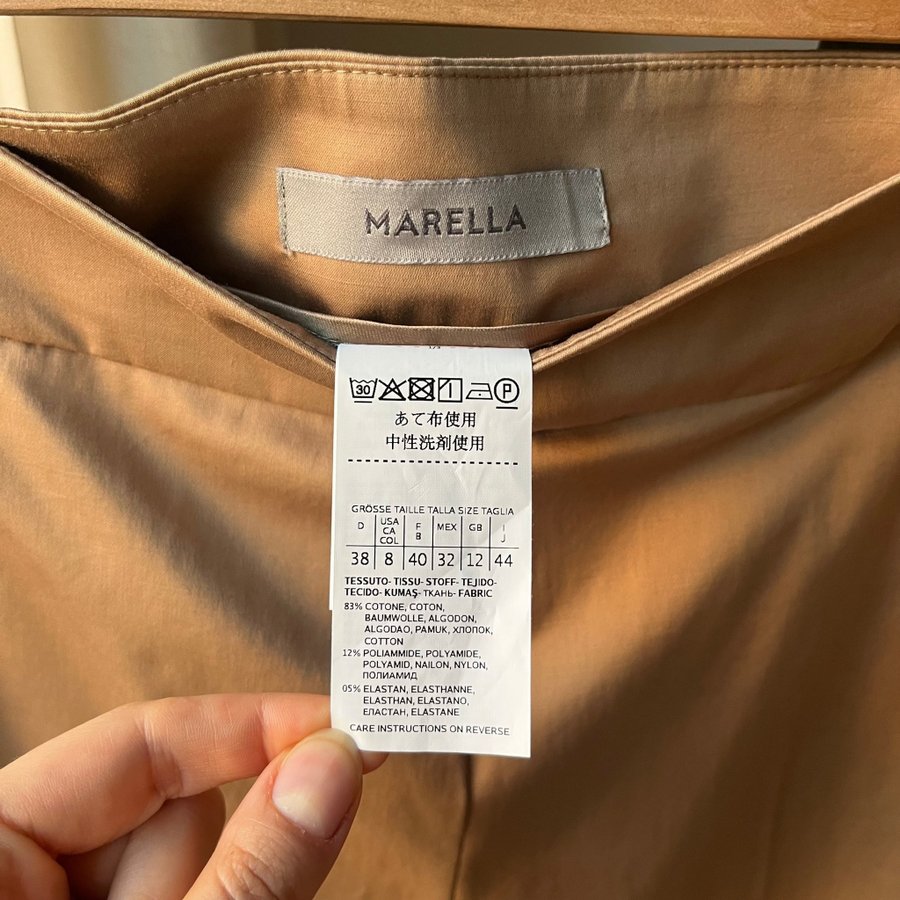 MARELLA
30 P
あて布使用
中性洗剤使用
GRÖSSE TAILLE TALLA SIZE TAGLIA
D USA CA COL F B MEX GB I J
38 8 40 32 12 44
TESSUTO- TISSU- STOFF- TEJIDO-
TECIDO- KUMAŞ- ТКАНЬ- FABRIC
83% COTONE, COTON,
BAUMWOLLE, ALGODON,
ALGODAO, PAMUK, ХЛОПОК,
COTTON
12% POLIAMMIDE, POLYAMIDE,
POLYAMID, NAILON, NYLON,
ПОЛИАМИД
05% ELASTAN, ELASTHANNE,
ELASTHAN, ELASTANO,
ЕЛАСТАН, ELASTANE
CARE INSTRUCTIONS ON REVERSE